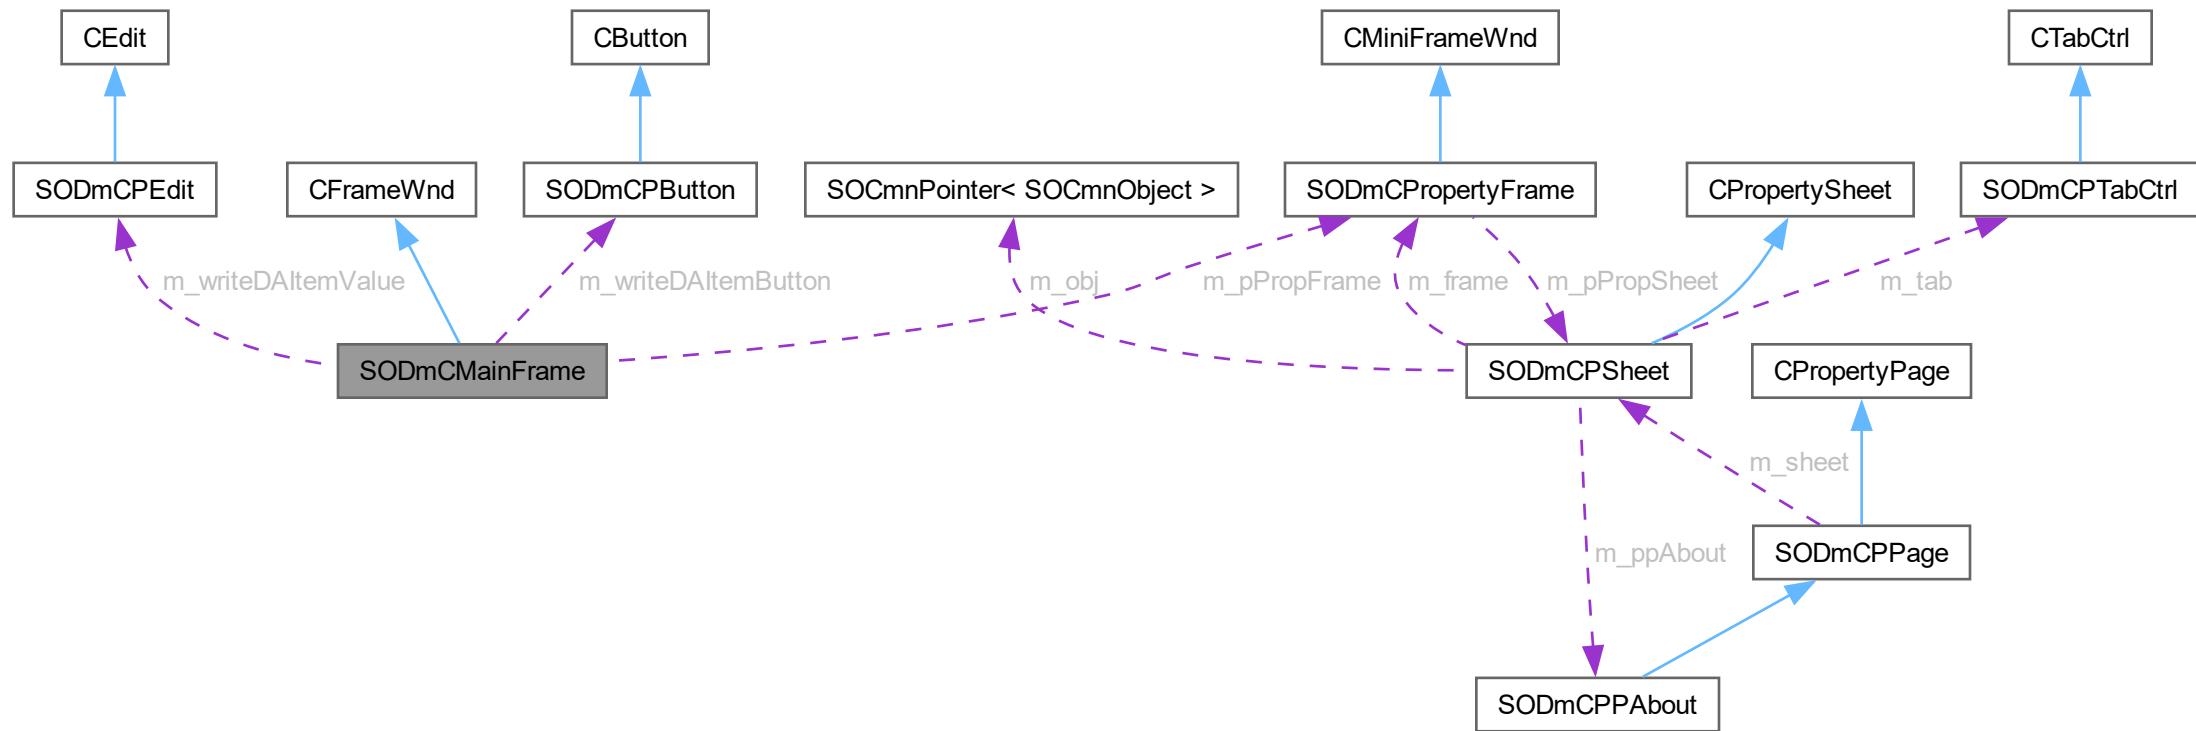 CEdit
CButton
CMiniFrameWnd
CTabCtrl
SODmCPEdit
CFrameWnd
SODmCPButton
SOCmnPointer< SOCmnObject >
SODmCPropertyFrame
CPropertySheet
SODmCPTabCtrl
m_writeDAItemValue
m_writeDAItemButton
m_obj
m_pPropFrame
m_frame
m_pPropSheet
m_tab
SODmCMainFrame
SODmCPSheet
CPropertyPage
m_sheet
m_ppAbout
SODmCPPage
SODmCPPAbout